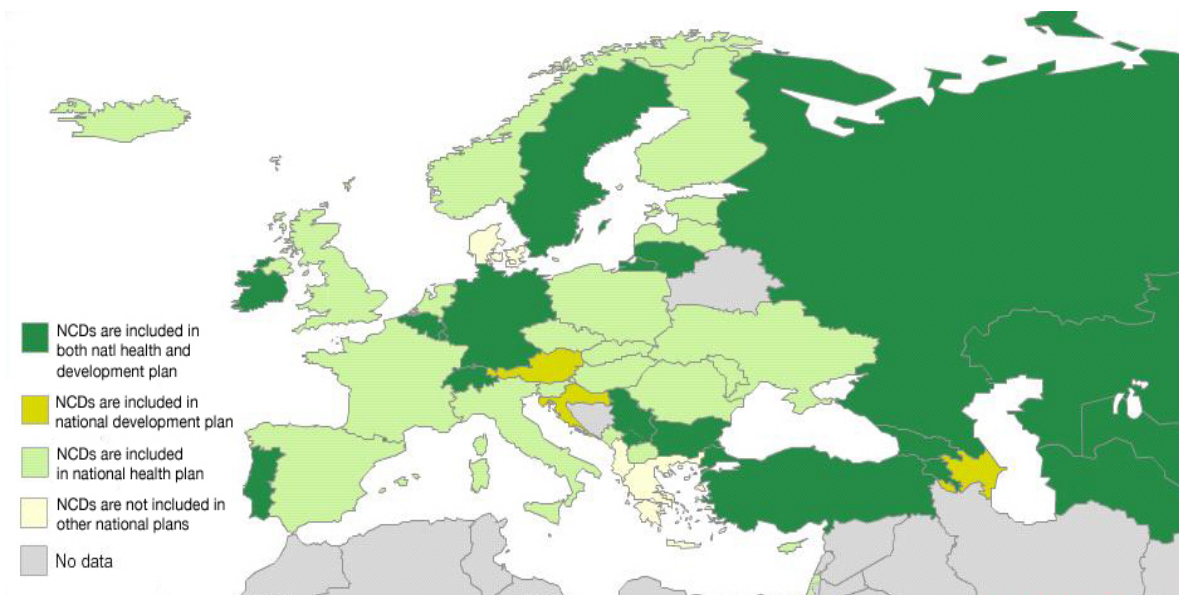 NCDs are included in
both natl health and
development plan
NCDs are included in
national development plan
NCDs are included
in national health plan
NCDs are not included in
other national plans
No data